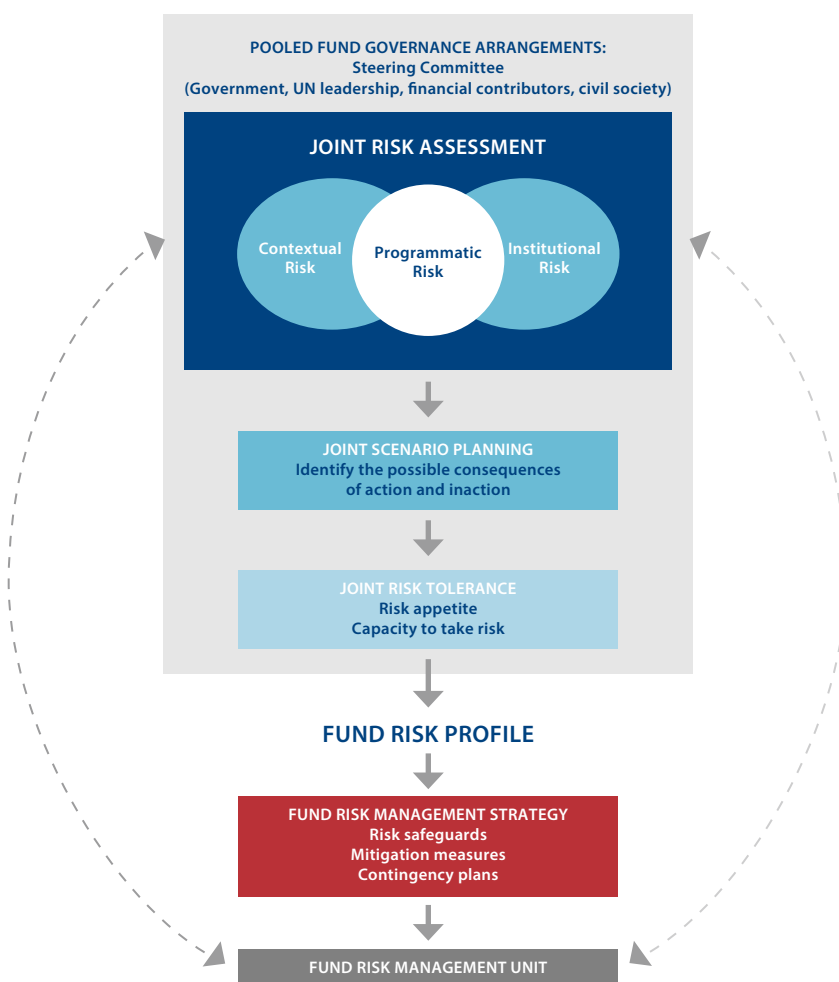 POOLED FUND GOVERNANCE ARRANGEMENTS:
Steering Committee
(Government, UN leadership, financial contributors, civil society)
JOINT RISK ASSESSMENT
Contextual
Risk
Programmatic
Risk
Institutional
Risk
JOINT SCENARIO PLANNING
Identify the possible consequences
of action and inaction
JOINT RISK TOLERANCE
Risk appetite
Capacity to take risk
FUND RISK PROFILE
FUND RISK MANAGEMENT STRATEGY
Risk safeguards
Mitigation measures
Contingency plans
FUND RISK MANAGEMENT UNIT